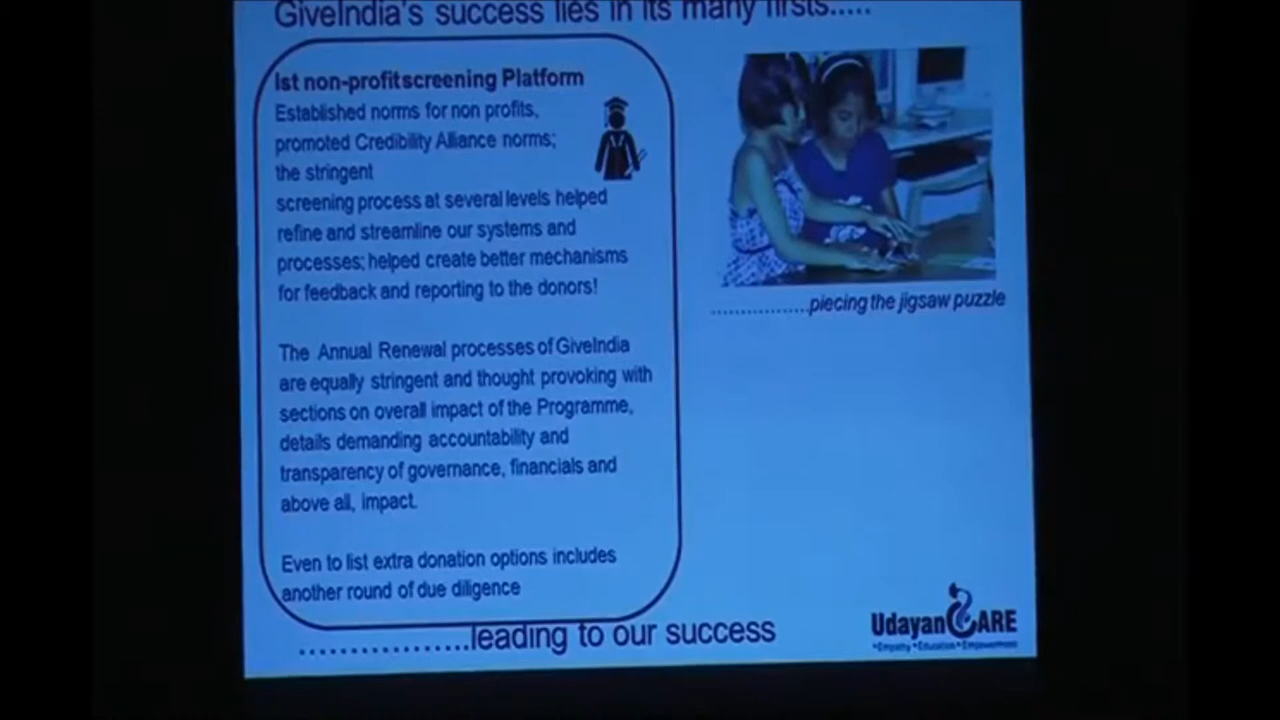 GiveIndia's success lies in its many firsts.....
Ist non-profitscreening Platform
Established norms for non profits,
promoted Credibility Alliance norms;
the stringent
screening process at several levels helped
refine and streamline our systems and
processes; helped create better mechanisms
for feedback and reporting to the donors!
The Annual Renewal processes of GiveIndia
are equally stringent and thought provoking with
sections on overall impact of the Programme,
details demanding accountability and
transparency of governance, financials and
above all, impact.
Even to list extra donation options includes
another round of due diligence
.................leading to our success
.................piecing the jigsaw puzzle
Udayan CARE
•Empathy •Education •Empowerment